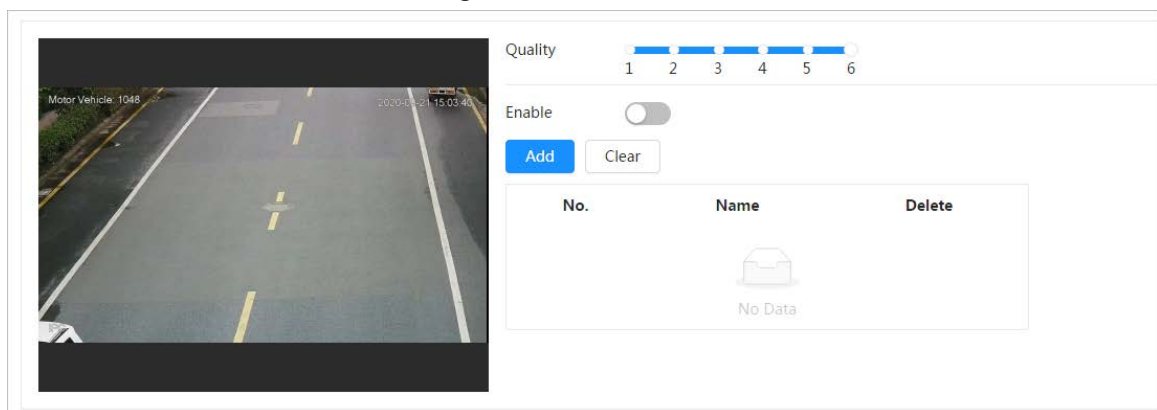 Quality
1 2 3 4 5 6
Motor Vehicle: 1048
Enable
Add Clear
No. Name Delete
No Data